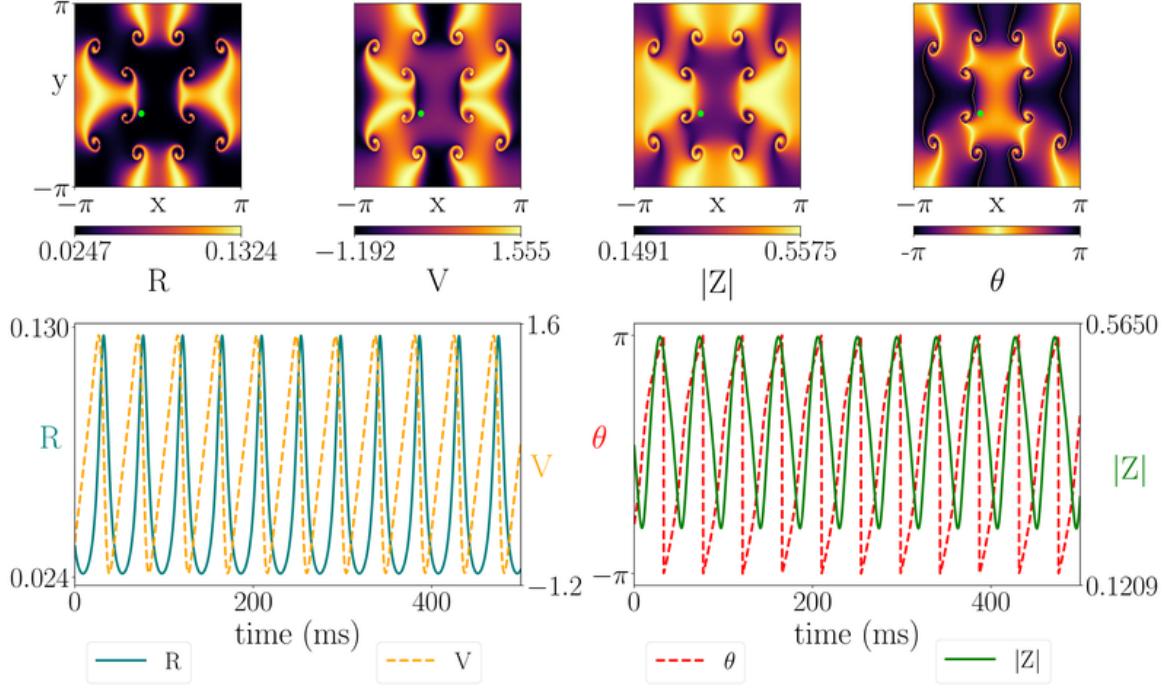 π
y
−π
−π x π −π x π −π x π −π x π
0.0247 0.1324 −1.192 1.555 0.1491 0.5575 -π π
R V |Z| θ
0.130 1.6 π 0.5650
R V θ |Z|
0.024 −1.2 −π 0.1209
0 200 400 0 200 400
time (ms) time (ms)
R V θ |Z|